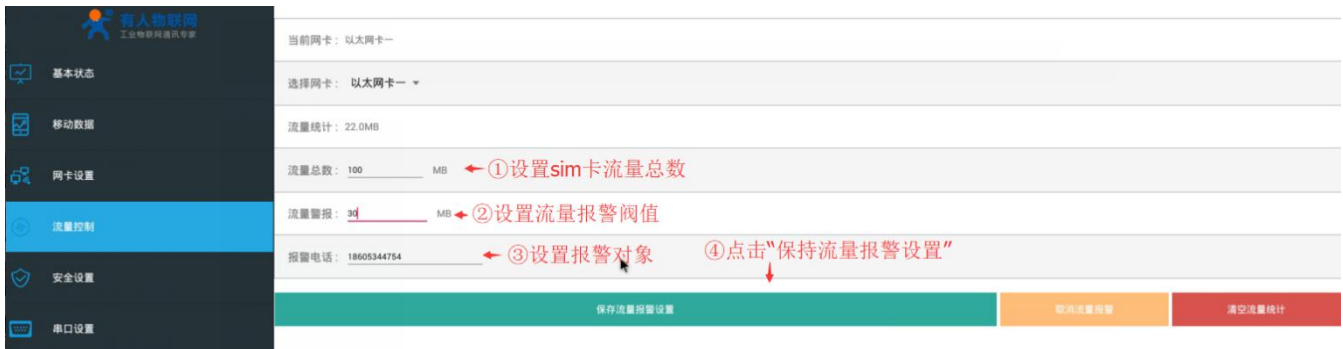 有人物联网
工业物联网通讯专家
基本状态
移动数据
网卡设置
流量控制
安全设置
串口设置
当前网卡: 以太网卡一
选择网卡: 以太网卡一
流量统计: 22.0MB
流量总数: 100 MB ①设置sim卡流量总数
流量警报: 30 MB ②设置流量报警阀值
报警电话: 18605344754 ③设置报警对象 ④点击“保持流量报警设置”
保存流量报警设置 取消流量报警 清空流量统计